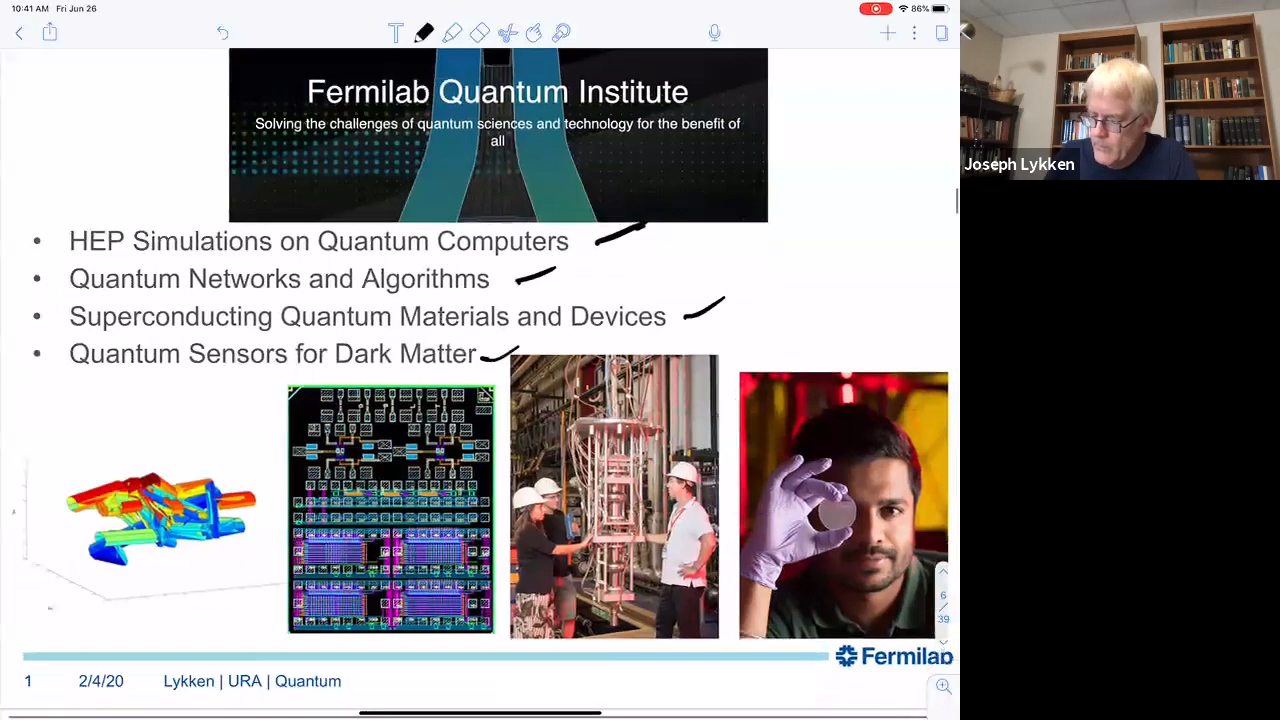 10:41 AM Fri Jun 26
86%
T
Fermilab Quantum Institute
Solving the challenges of quantum sciences and technology for the benefit of
all
Joseph Lykken
• HEP Simulations on Quantum Computers
• Quantum Networks and Algorithms
• Superconducting Quantum Materials and Devices
• Quantum Sensors for Dark Matter
6
/
39
Fermilab
1 2/4/20 Lykken | URA | Quantum